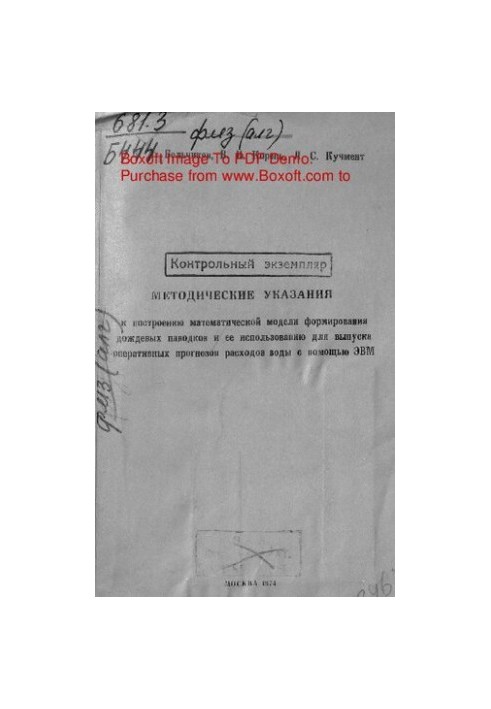 681.3
Б444
физ(алг)
Boxoft Image To PDF Demo.
С. Кучмент
Purchase from www.Boxoft.com to
Контрольный экземпляр
МЕТОДИЧЕСКИЕ УКАЗАНИЯ
к построению математической модели формирования
дождевых паводков и ее использованию для выпуска
оперативных прогнозов расходов воды с помощью ЭВМ
физ(алг)
МОСКВА 1974